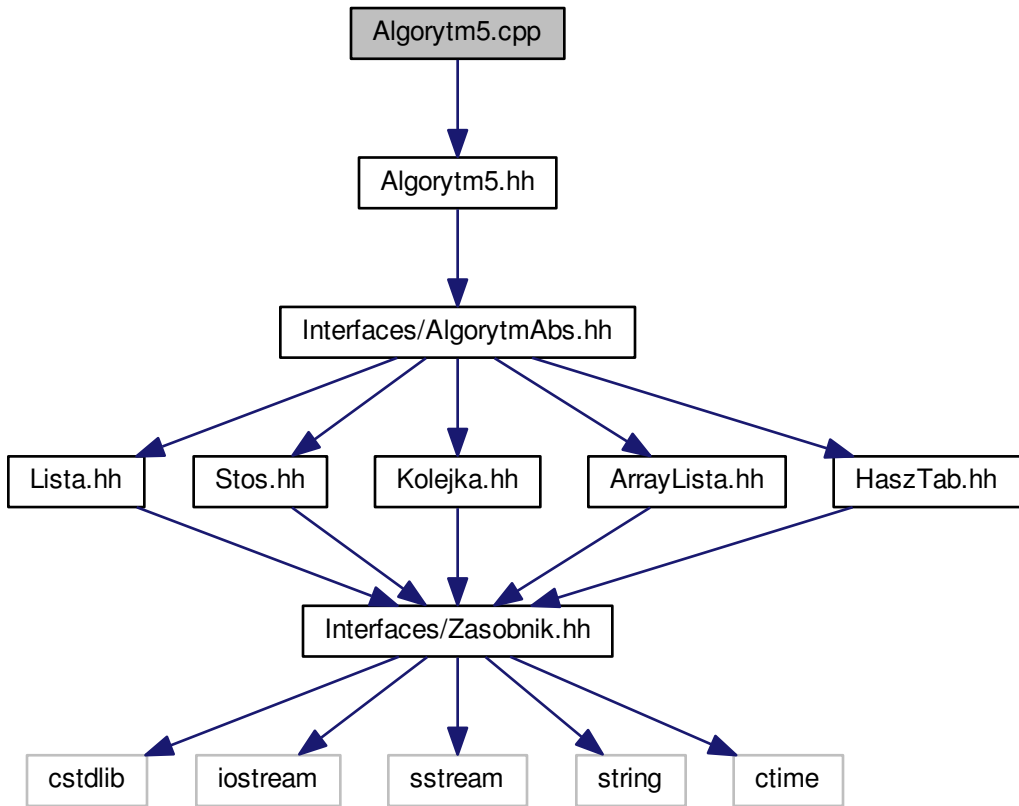 Algorytm5.cpp
Algorytm5.hh
Interfaces/AlgorytmAbs.hh
Lista.hh
Stos.hh
Kolejka.hh
ArrayLista.hh
HaszTab.hh
Interfaces/Zasobnik.hh
cstdlib
iostream
sstream
string
ctime